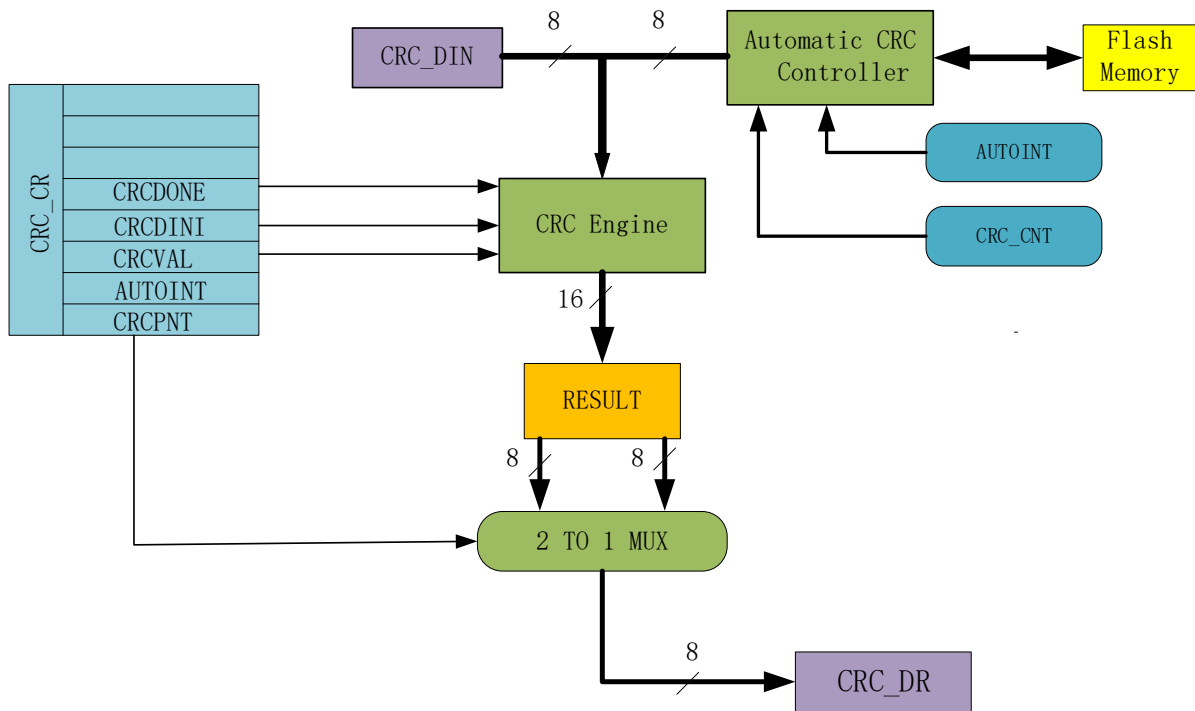 8
8
CRC_DIN
Automatic CRC
Controller
Flash
Memory
AUTOINT
CRC_CNT
CRC_CR
CRCDONE
CRCDINI
CRCVAL
AUTOINT
CRCPNT
CRC Engine
16
RESULT
8
8
2 TO 1 MUX
8
CRC_DR